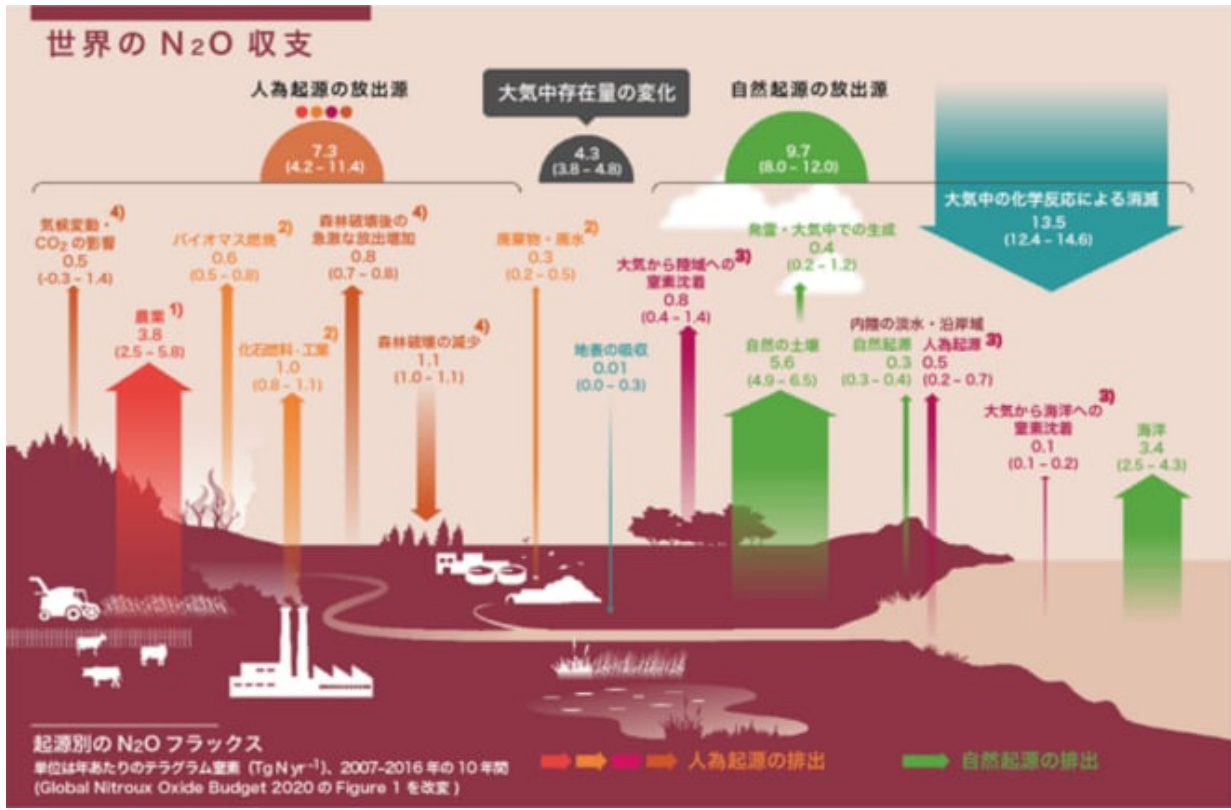 世界の N₂O 収支
人為起源の放出源
7.3
(4.2 – 11.4)
大気中存在量の変化
4.3
(3.8 – 4.8)
自然起源の放出源
9.7
(8.0 – 12.0)
大気中の化学反応による消滅
13.5
(12.4 – 14.6)
気候変動・ 4)
CO₂ の影響
0.5
(-0.3 – 1.4)
農業 1)
3.8
(2.5 – 5.8)
バイオマス燃焼 2)
0.6
(0.5 – 0.8)
化石燃料・工業 2)
1.0
(0.8 – 1.1)
森林破壊後の 4)
急激な放出増加
0.8
(0.7 – 0.8)
森林破壊の減少 4)
1.1
(1.0 – 1.1)
廃棄物・廃水 2)
0.3
(0.2 – 0.5)
地表の吸収
0.01
(0.0 – 0.3)
大気から陸域への 3)
窒素沈着
0.8
(0.4 – 1.4)
発雷・大気中での生成
0.4
(0.2 – 1.2)
自然の土壌
5.6
(4.9 – 6.5)
内陸の淡水・沿岸域
自然起源
0.3
(0.3 – 0.4)
人為起源 3)
0.5
(0.2 – 0.7)
大気から海洋への 3)
窒素沈着
0.1
(0.1 – 0.2)
海洋
3.4
(2.5 – 4.3)
起源別の N₂O フラックス
単位は年あたりのテラグラム窒素 (Tg N yr⁻¹)、2007–2016 年の 10 年間
(Global Nitroux Oxide Budget 2020 の Figure 1 を改変 )
人為起源の排出
自然起源の排出